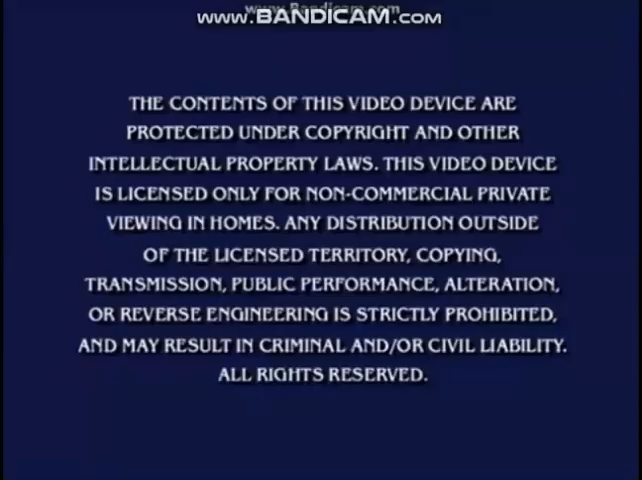 www.Bandicam.com
www.BANDICAM.com
THE CONTENTS OF THIS VIDEO DEVICE ARE
PROTECTED UNDER COPYRIGHT AND OTHER
INTELLECTUAL PROPERTY LAWS. THIS VIDEO DEVICE
IS LICENSED ONLY FOR NON-COMMERCIAL PRIVATE
VIEWING IN HOMES. ANY DISTRIBUTION OUTSIDE
OF THE LICENSED TERRITORY, COPYING,
TRANSMISSION, PUBLIC PERFORMANCE, ALTERATION,
OR REVERSE ENGINEERING IS STRICTLY PROHIBITED,
AND MAY RESULT IN CRIMINAL AND/OR CIVIL LIABILITY.
ALL RIGHTS RESERVED.